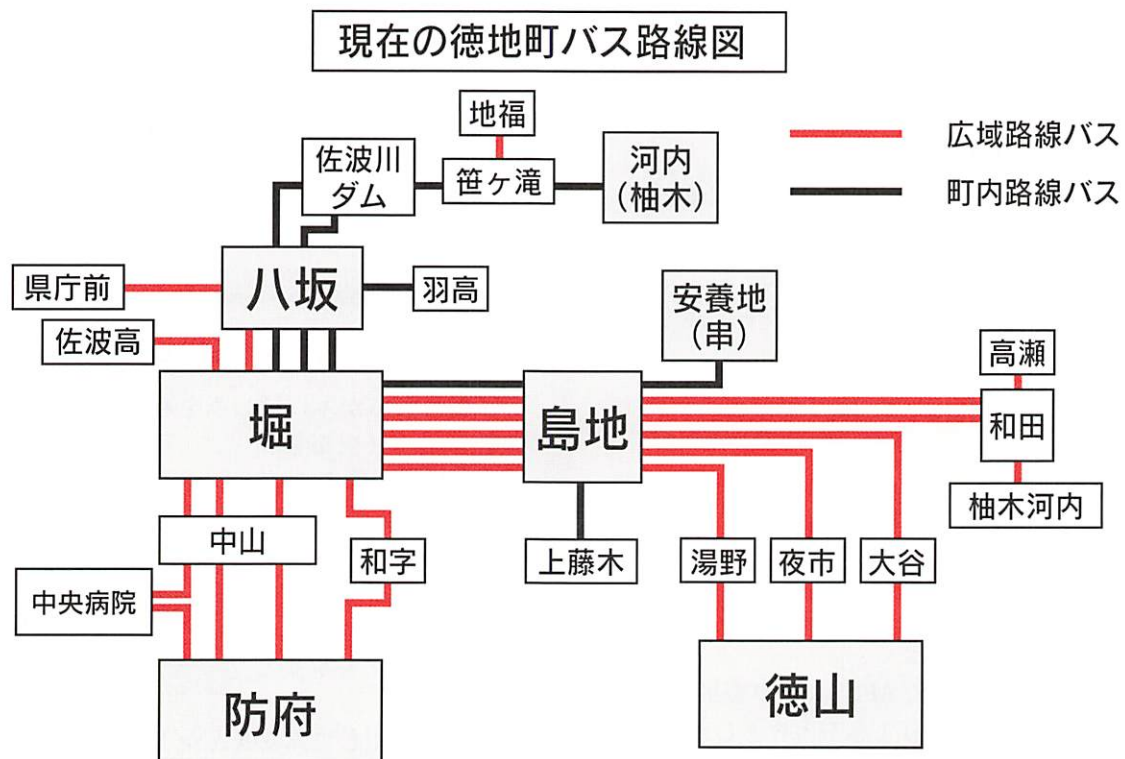 現在の徳地町バス路線図
地福
佐波川
ダム
笹ヶ滝
河内
(柚木)
広域路線バス
町内路線バス
県庁前
八坂
羽高
佐波高
安養地
(串)
堀
島地
高瀬
和田
柚木河内
中山
和字
上藤木
湯野
夜市
大谷
中央病院
防府
徳山